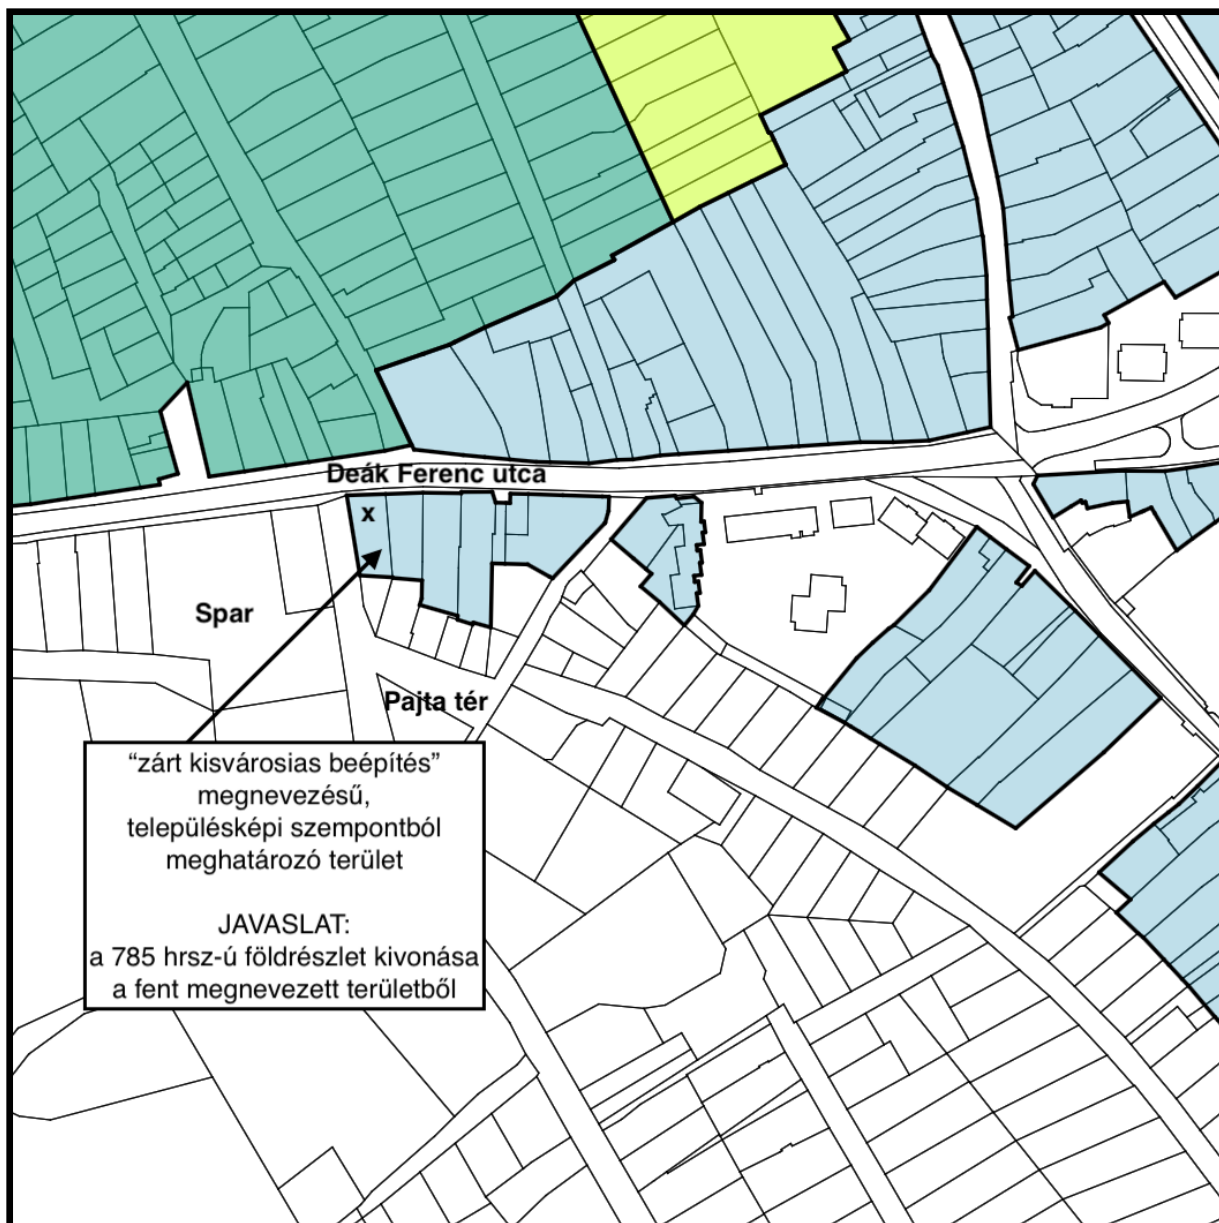 Deák Ferenc utca
x
Spar
Pajta tér
“zárt kisvárosias beépítés”
megnevezésű,
településképi szempontból
meghatározó terület
JAVASLAT:
a 785 hrsz-ú földrészlet kivonása
a fent megnevezett területből